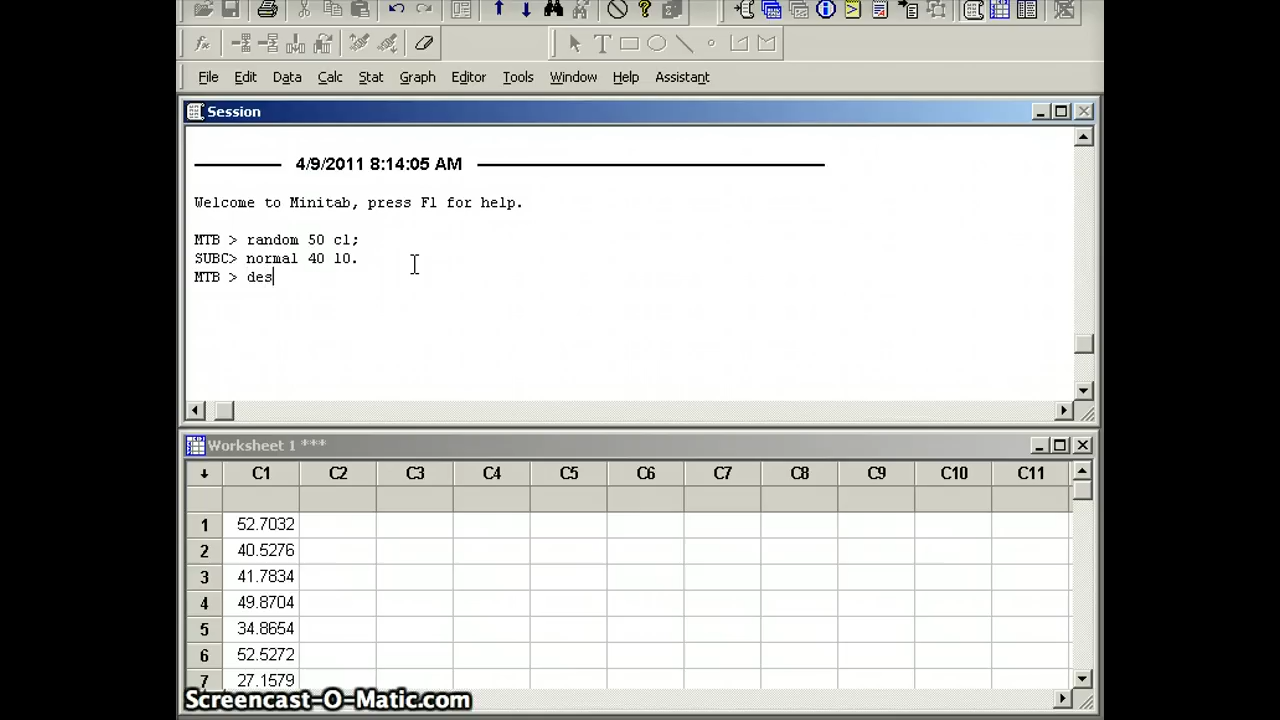 File Edit Data Calc Stat Graph Editor Tools Window Help Assistant
Session
4/9/2011 8:14:05 AM
Welcome to Minitab, press F1 for help.
MTB > random 50 c1;
SUBC> normal 40 10.
MTB > des
Worksheet 1 ***
C1 C2 C3 C4 C5 C6 C7 C8 C9 C10 C11
1 52.7032
2 40.5276
3 41.7834
4 49.8704
5 34.8654
6 52.5272
7 27.1579
Screencast-O-Matic.com